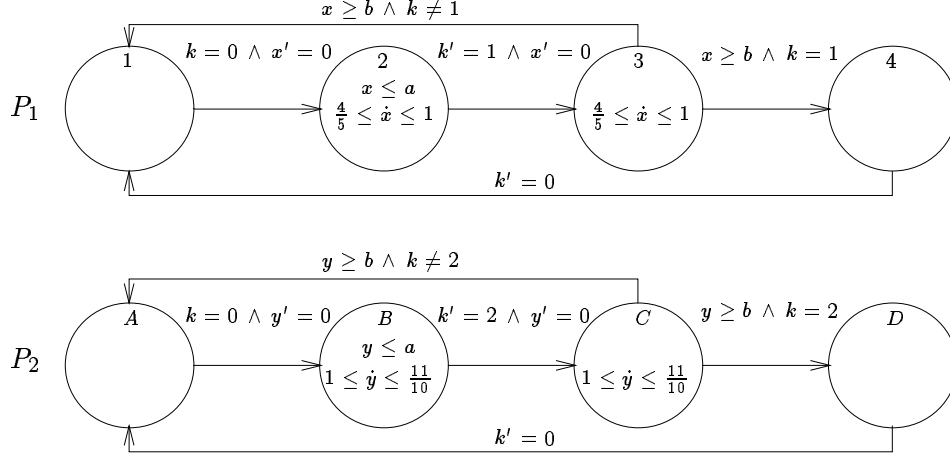 x ≥ b ∧ k ≠ 1
k = 0 ∧ x′ = 0
k′ = 1 ∧ x′ = 0
x ≥ b ∧ k = 1
1
2
3
4
x ≤ a
P₁
4/5 ≤ ẋ ≤ 1
4/5 ≤ ẋ ≤ 1
k′ = 0
y ≥ b ∧ k ≠ 2
k = 0 ∧ y′ = 0
k′ = 2 ∧ y′ = 0
y ≥ b ∧ k = 2
A
B
C
D
y ≤ a
P₂
1 ≤ ẏ ≤ 11/10
1 ≤ ẏ ≤ 11/10
k′ = 0